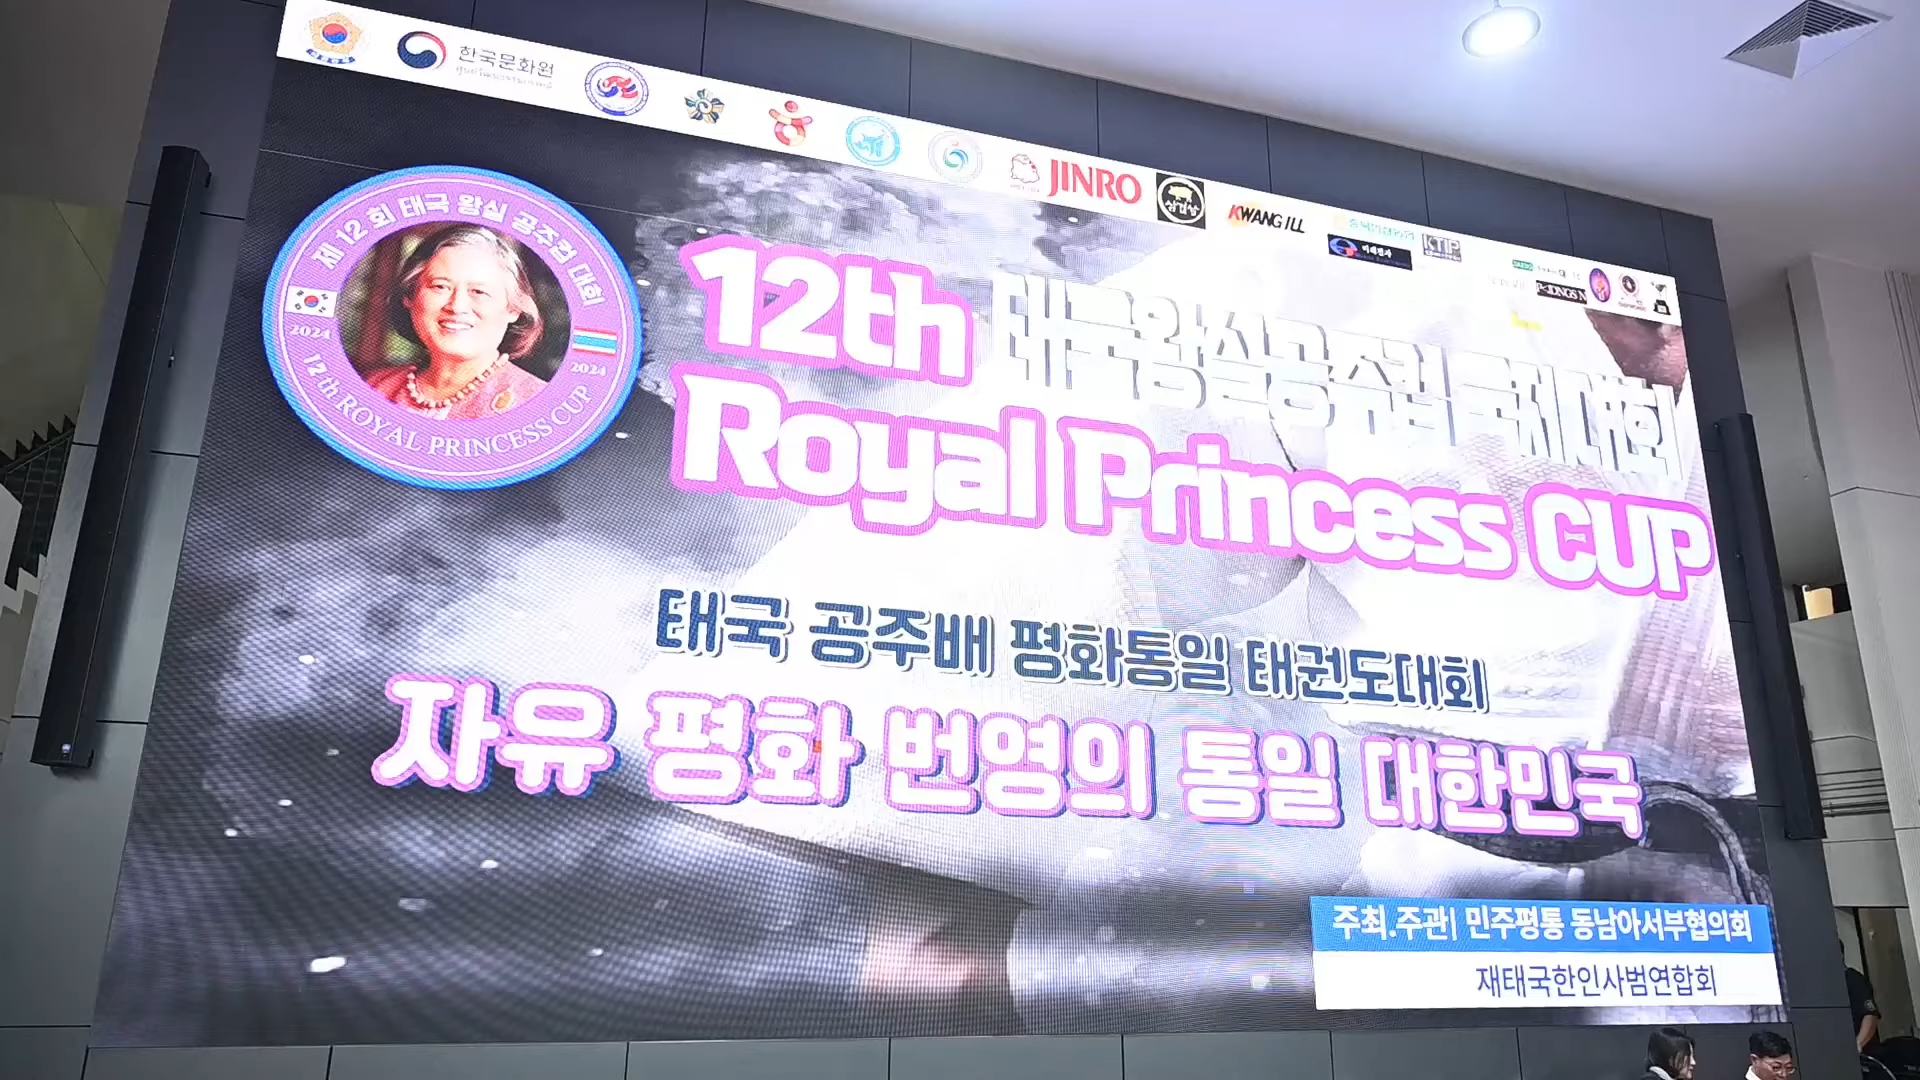 한국문화원
JINRO
KWANG ILL
KTIP
제 12 회 태국 왕실 공주컵 대회
2024
2024
12 th ROYAL PRINCESS CUP
12th 태국왕실공주컵 국제대회
Royal Princess CUP
태국 공주배 평화통일 태권도대회
자유 평화 번영의 통일 대한민국
주최.주관| 민주평통 동남아서부협의회
재태국한인사범연합회